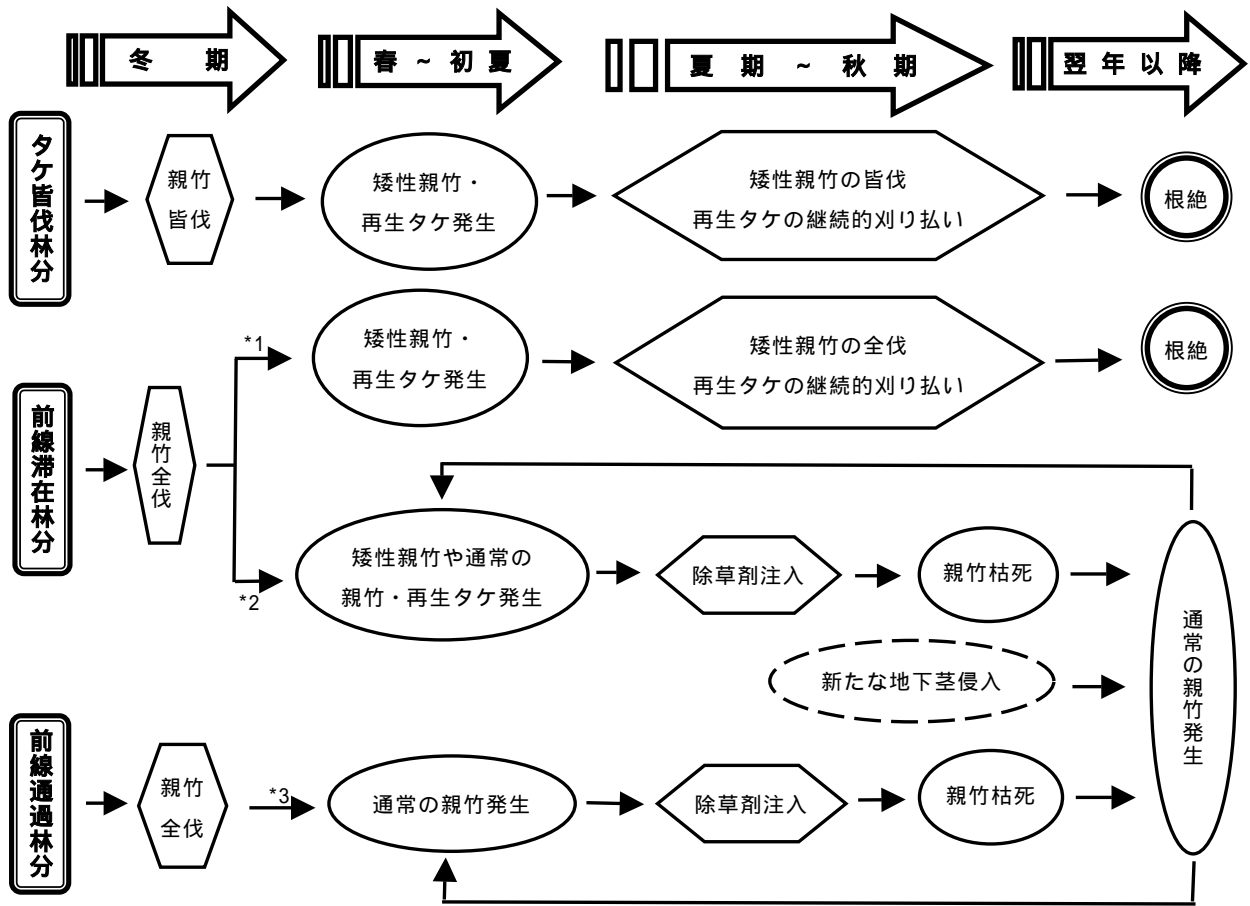 冬 期
春 ~ 初 夏
夏 期 ~ 秋 期
翌 年 以 降
タケ皆伐林分
親竹
皆伐
矮性親竹・
再生タケ発生
矮性親竹の皆伐
再生タケの継続的刈り払い
根絶
前線滞在林分
親竹全伐
*1
矮性親竹・
再生タケ発生
矮性親竹の全伐
再生タケの継続的刈り払い
根絶
*2
矮性親竹や通常の
親竹・再生タケ発生
除草剤注入
親竹枯死
新たな地下茎侵入
通常の親竹発生
前線通過林分
親竹
全伐
*3
通常の親竹発生
除草剤注入
親竹枯死